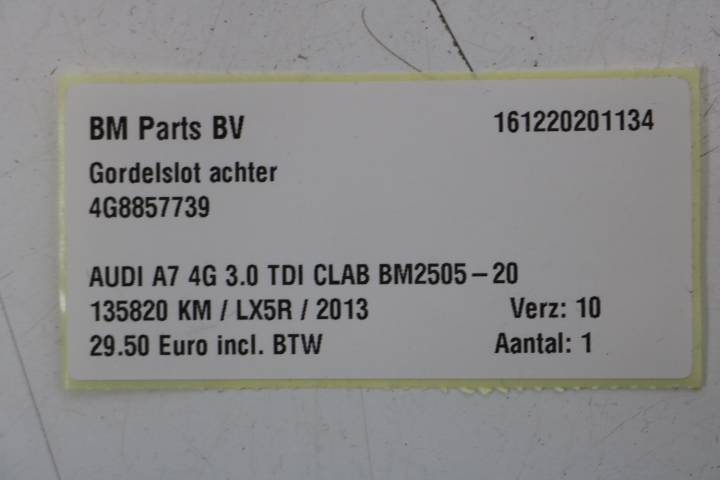 BM Parts BV 161220201134
Gordelslot achter
4G8857739
AUDI A7 4G 3.0 TDI CLAB BM2505-20
135820 KM / LX5R / 2013 Verz: 10
29.50 Euro incl. BTW Aantal: 1